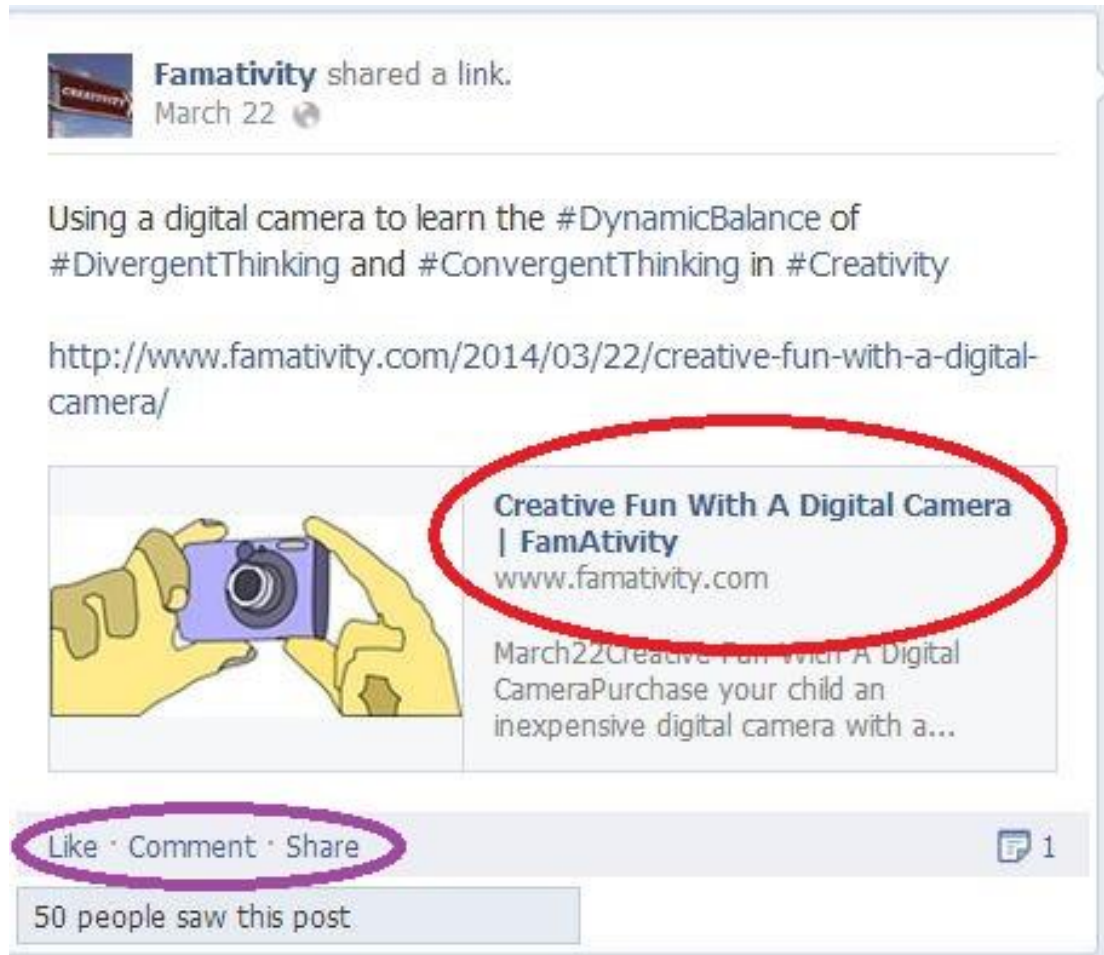 CREATIVITY
Famativity shared a link.
March 22
Using a digital camera to learn the #DynamicBalance of
#DivergentThinking and #ConvergentThinking in #Creativity
http://www.famativity.com/2014/03/22/creative-fun-with-a-digital-
camera/
Creative Fun With A Digital Camera
| FamAtivity
www.famativity.com
March22Creative Fun With A Digital
CameraPurchase your child an
inexpensive digital camera with a...
Like · Comment · Share
1
50 people saw this post